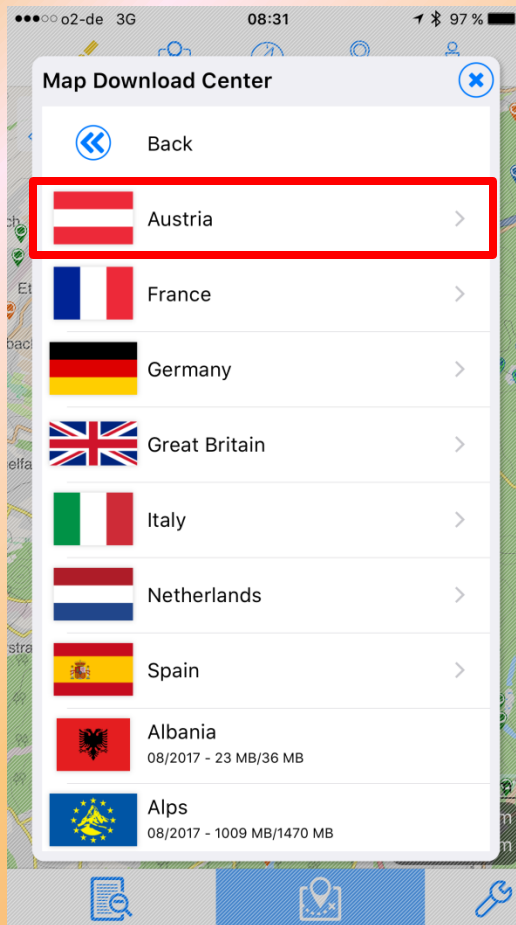 o2-de 3G 08:31 97 %
Map Download Center
Back
Austria
France
Germany
Great Britain
Italy
Netherlands
Spain
Albania
08/2017 - 23 MB/36 MB
Alps
08/2017 - 1009 MB/1470 MB